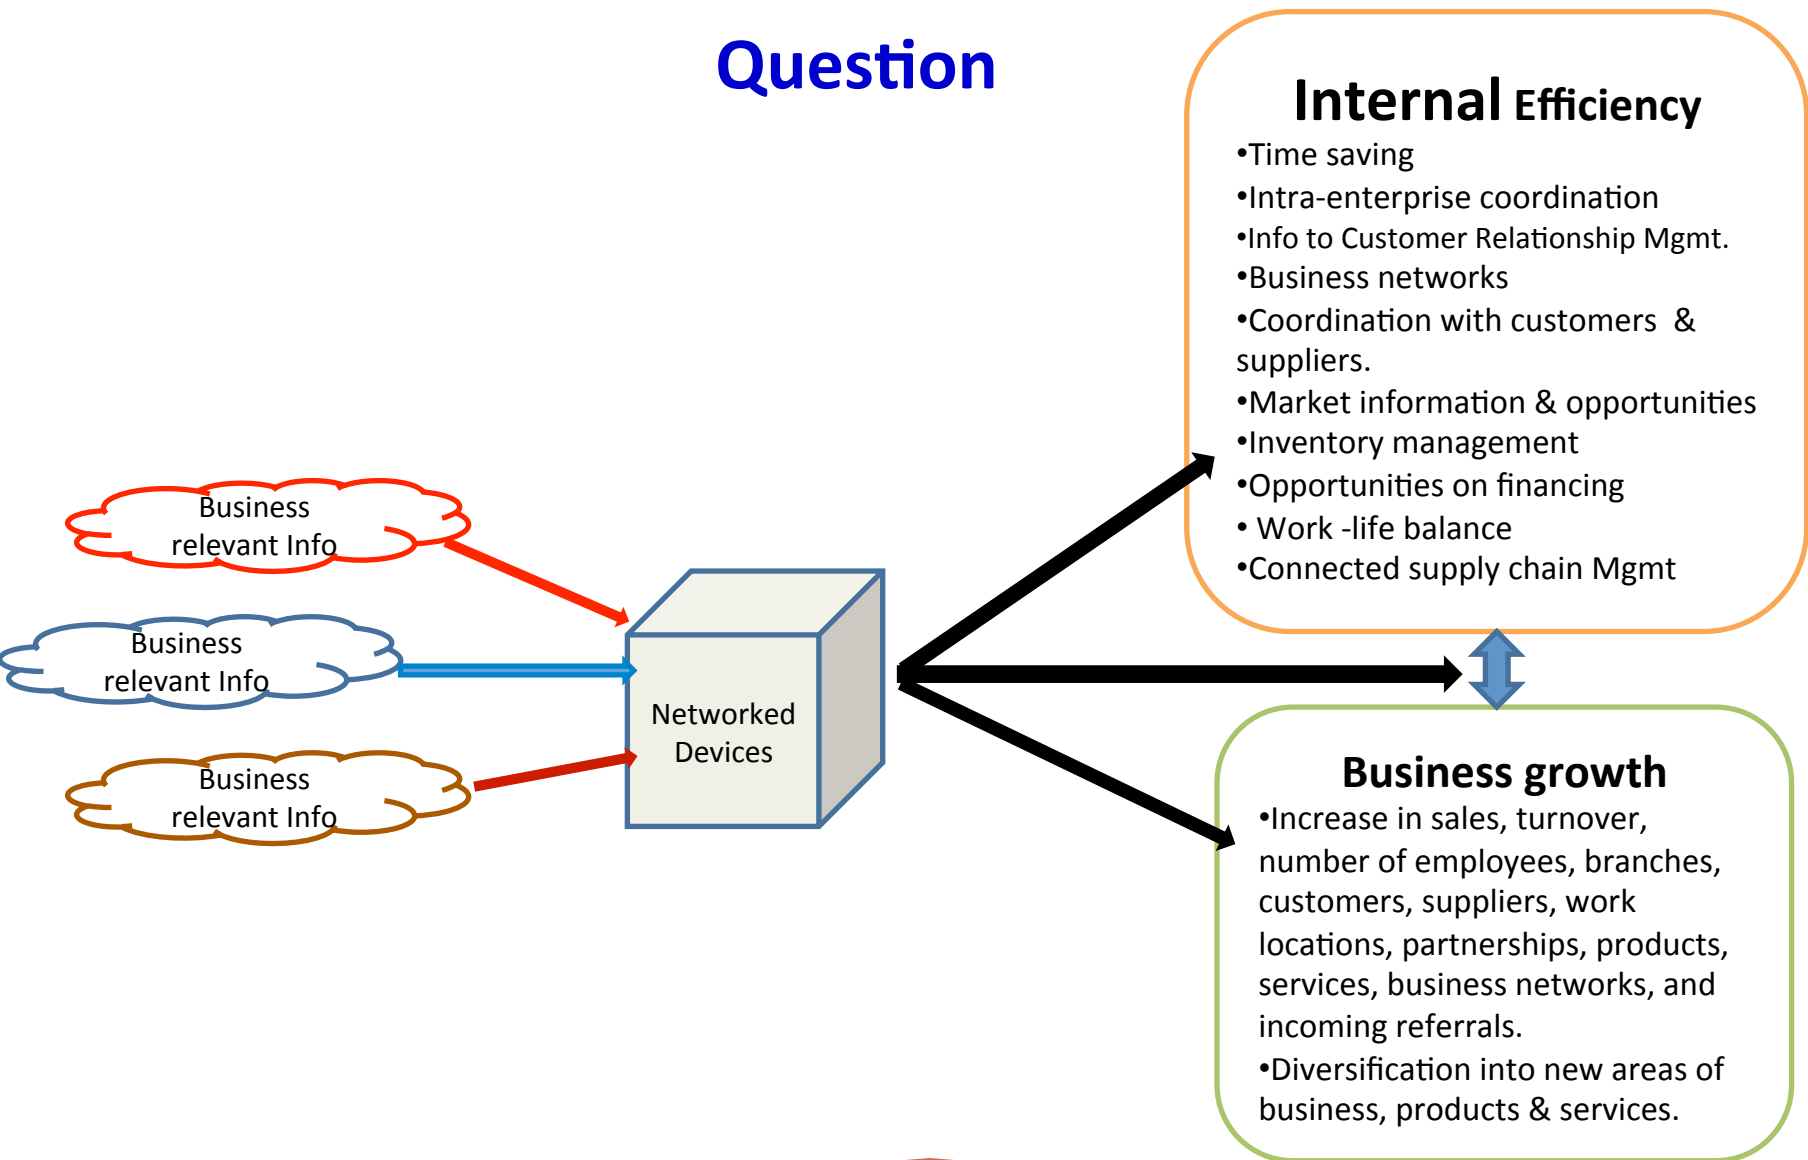 Question
Internal Efficiency
•Time saving
•Intra-enterprise coordination
•Info to Customer Relationship Mgmt.
•Business networks
•Coordination with customers &
suppliers.
•Market information & opportunities
•Inventory management
•Opportunities on financing
• Work -life balance
•Connected supply chain Mgmt
Business
relevant Info
Business
relevant Info
Business
relevant Info
Networked
Devices
Business growth
•Increase in sales, turnover,
number of employees, branches,
customers, suppliers, work
locations, partnerships, products,
services, business networks, and
incoming referrals.
•Diversification into new areas of
business, products & services.